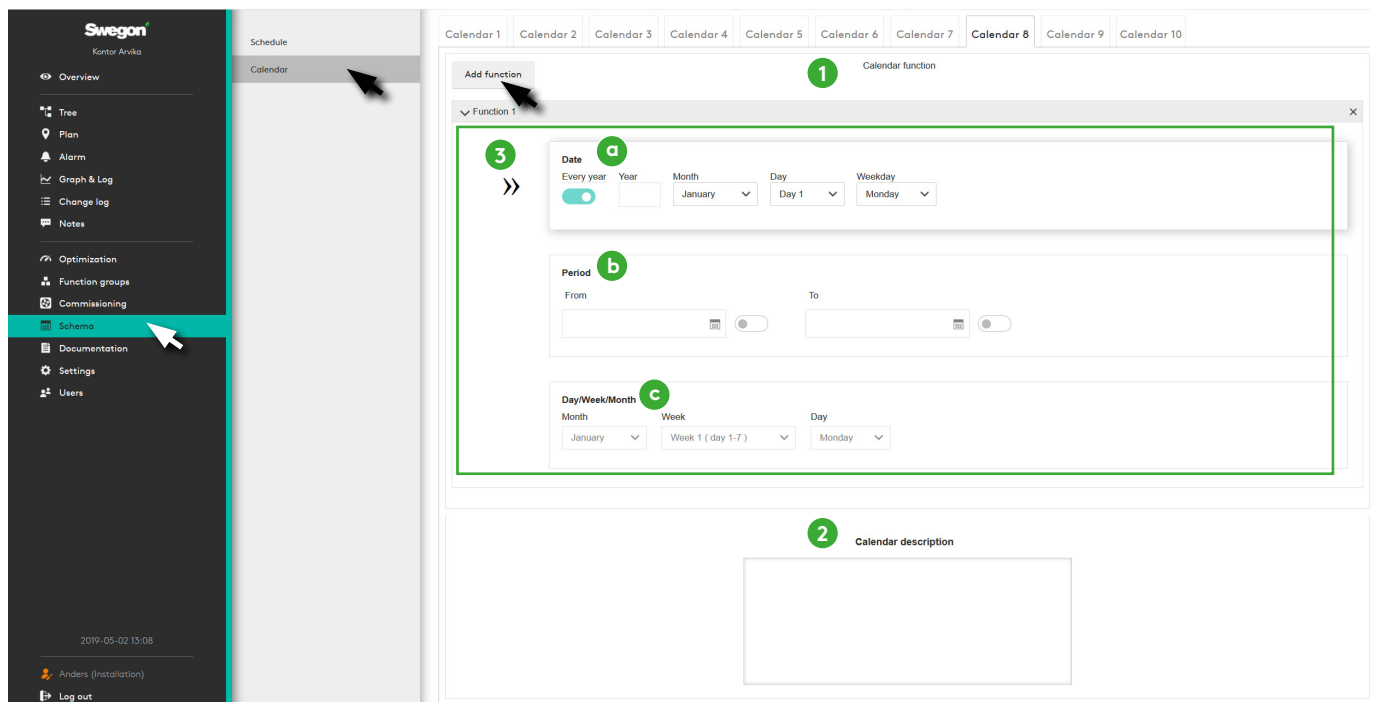 Swegon
Kontor Arvika
Overview
Tree
Plan
Alarm
Graph & Log
Change log
Notes
Optimization
Function groups
Commissioning
Schema
Documentation
Settings
Users
2019-05-02 13:08
Anders (Installation)
Log out
Schedule
Calendar
Calendar 1 Calendar 2 Calendar 3 Calendar 4 Calendar 5 Calendar 6 Calendar 7 Calendar 8 Calendar 9 Calendar 10
Add function
1 Calendar function
Function 1
3
Date a
Every year Year Month Day Weekday
January Day 1 Monday
Period b
From To
Day/Week/Month c
Month Week Day
January Week 1 ( day 1-7 ) Monday
2 Calendar description